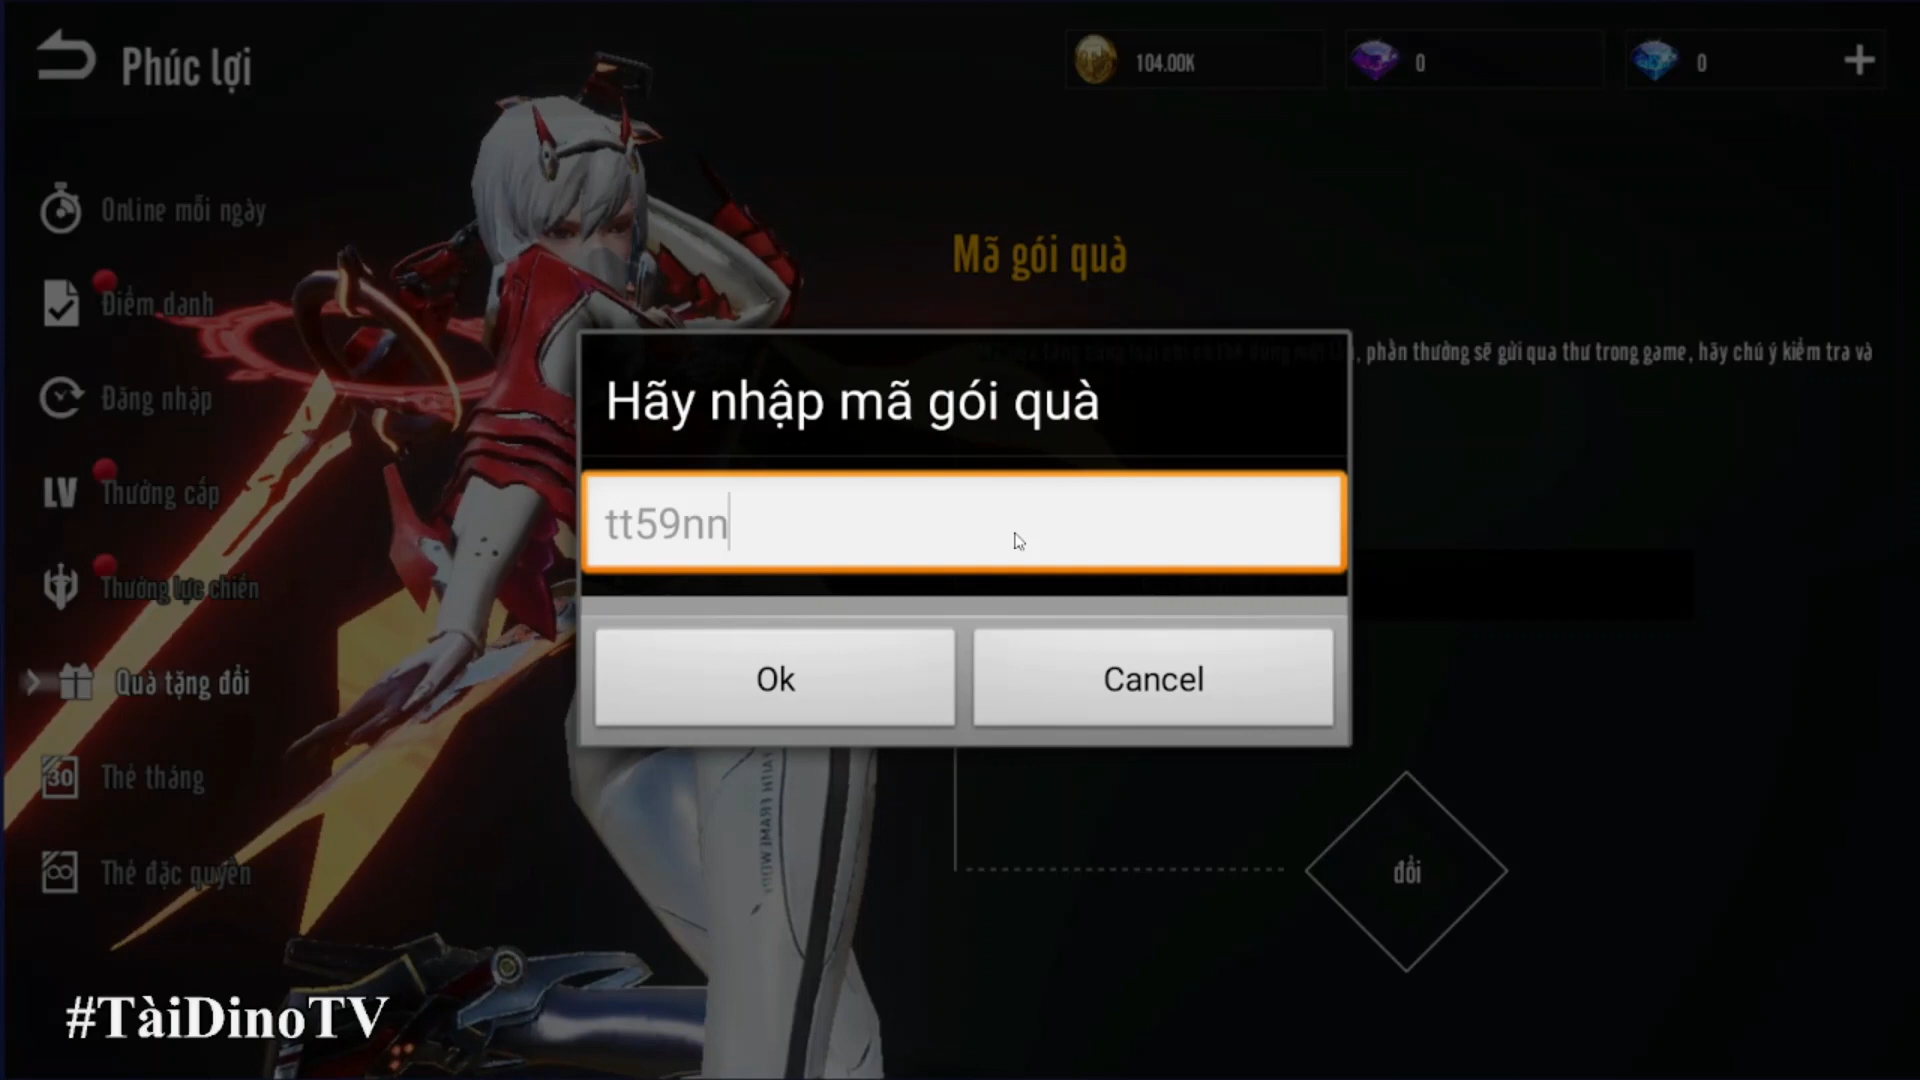 Phúc lợi
104.00K
0
0
Online mỗi ngày
Điểm danh
Đăng nhập
LV Thưởng cấp
Thưởng lực chiến
Quà tặng đổi
30 Thẻ tháng
Thẻ đặc quyền
Mã gói quà
, phần thưởng sẽ gửi qua thư trong game, hãy chú ý kiểm tra và
Hãy nhập mã gói quà
tt59nn
Ok
Cancel
đổi
#TàiDinoTV